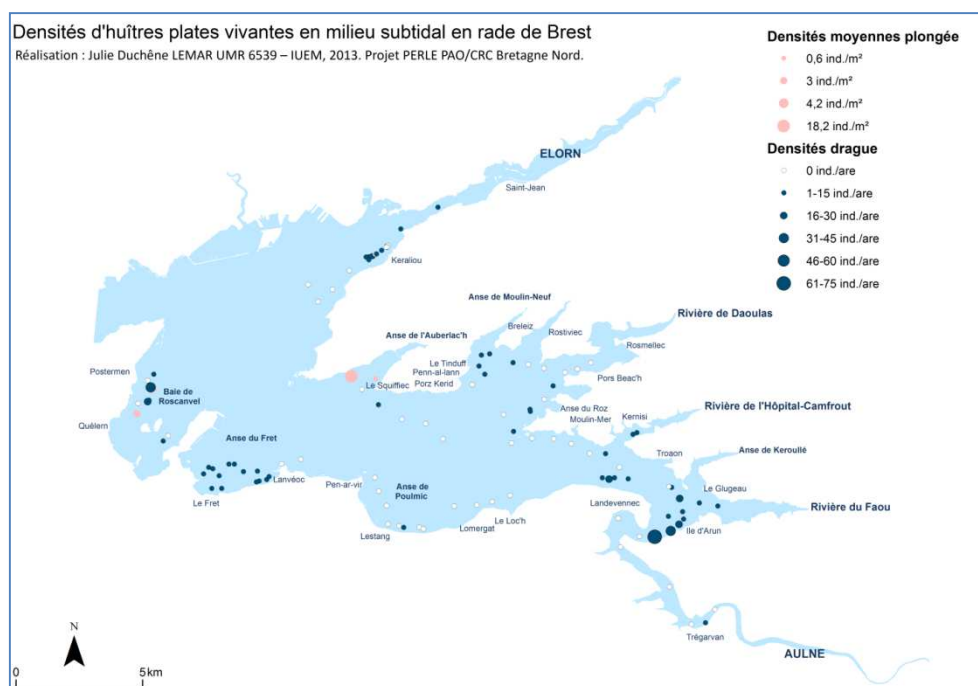 Densités d'huîtres plates vivantes en milieu subtidal en rade de Brest
Réalisation : Julie Duchêne LEMAR UMR 6539 – IUEM, 2013. Projet PERLE PAO/CRC Bretagne Nord.
Densités moyennes plongée
0,6 ind./m²
3 ind./m²
4,2 ind./m²
18,2 ind./m²
Densités drague
0 ind./are
1-15 ind./are
16-30 ind./are
31-45 ind./are
46-60 ind./are
61-75 ind./are
ELORN
Saint-Jean
Keraliou
Anse de Moulin-Neuf
Breleiz
Rostiviec
Rivière de Daoulas
Anse de l'Auberlac'h
Rosmellec
Le Tinduff
Postermen
Penn-al-lann
Pors Beac'h
Le Squiffiec
Porz Kerid
Baie de
Roscanvel
Anse du Roz
Moulin-Mer
Kernisi
Rivière de l'Hôpital-Camfrout
Quélern
Anse du Fret
Troaon
Anse de Keroullé
Lanvéoc
Pen-ar-vir
Anse de
Poulmic
Le Glugeau
Le Fret
Landevennec
Rivière du Faou
Le Loc'h
Lomergat
Lestang
Ile d'Arun
N
Trégarvan
AULNE
0
5 km